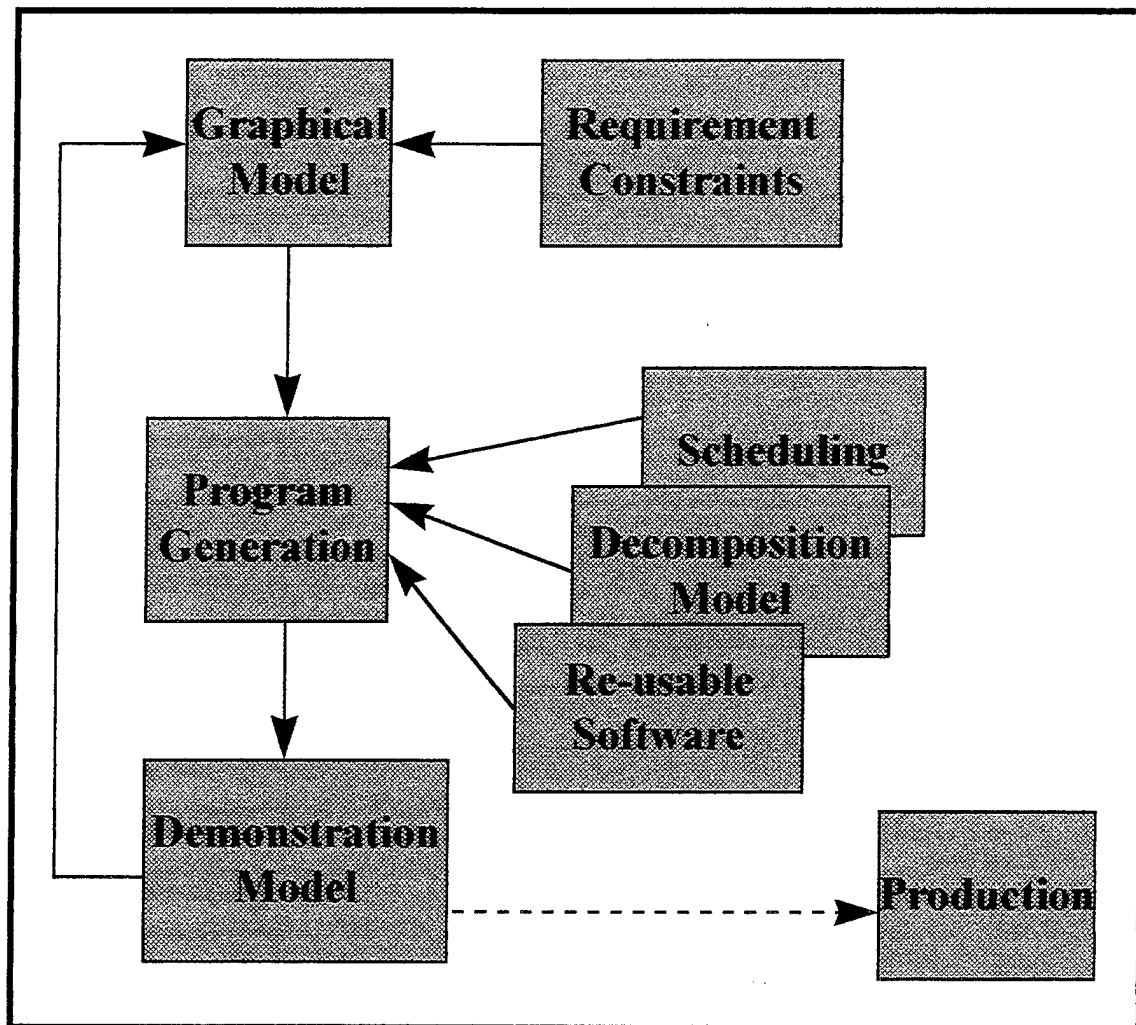 Graphical
Model
Requirement
Constraints
Program
Generation
Scheduling
Decomposition
Model
Re-usable
Software
Demonstration
Model
Production